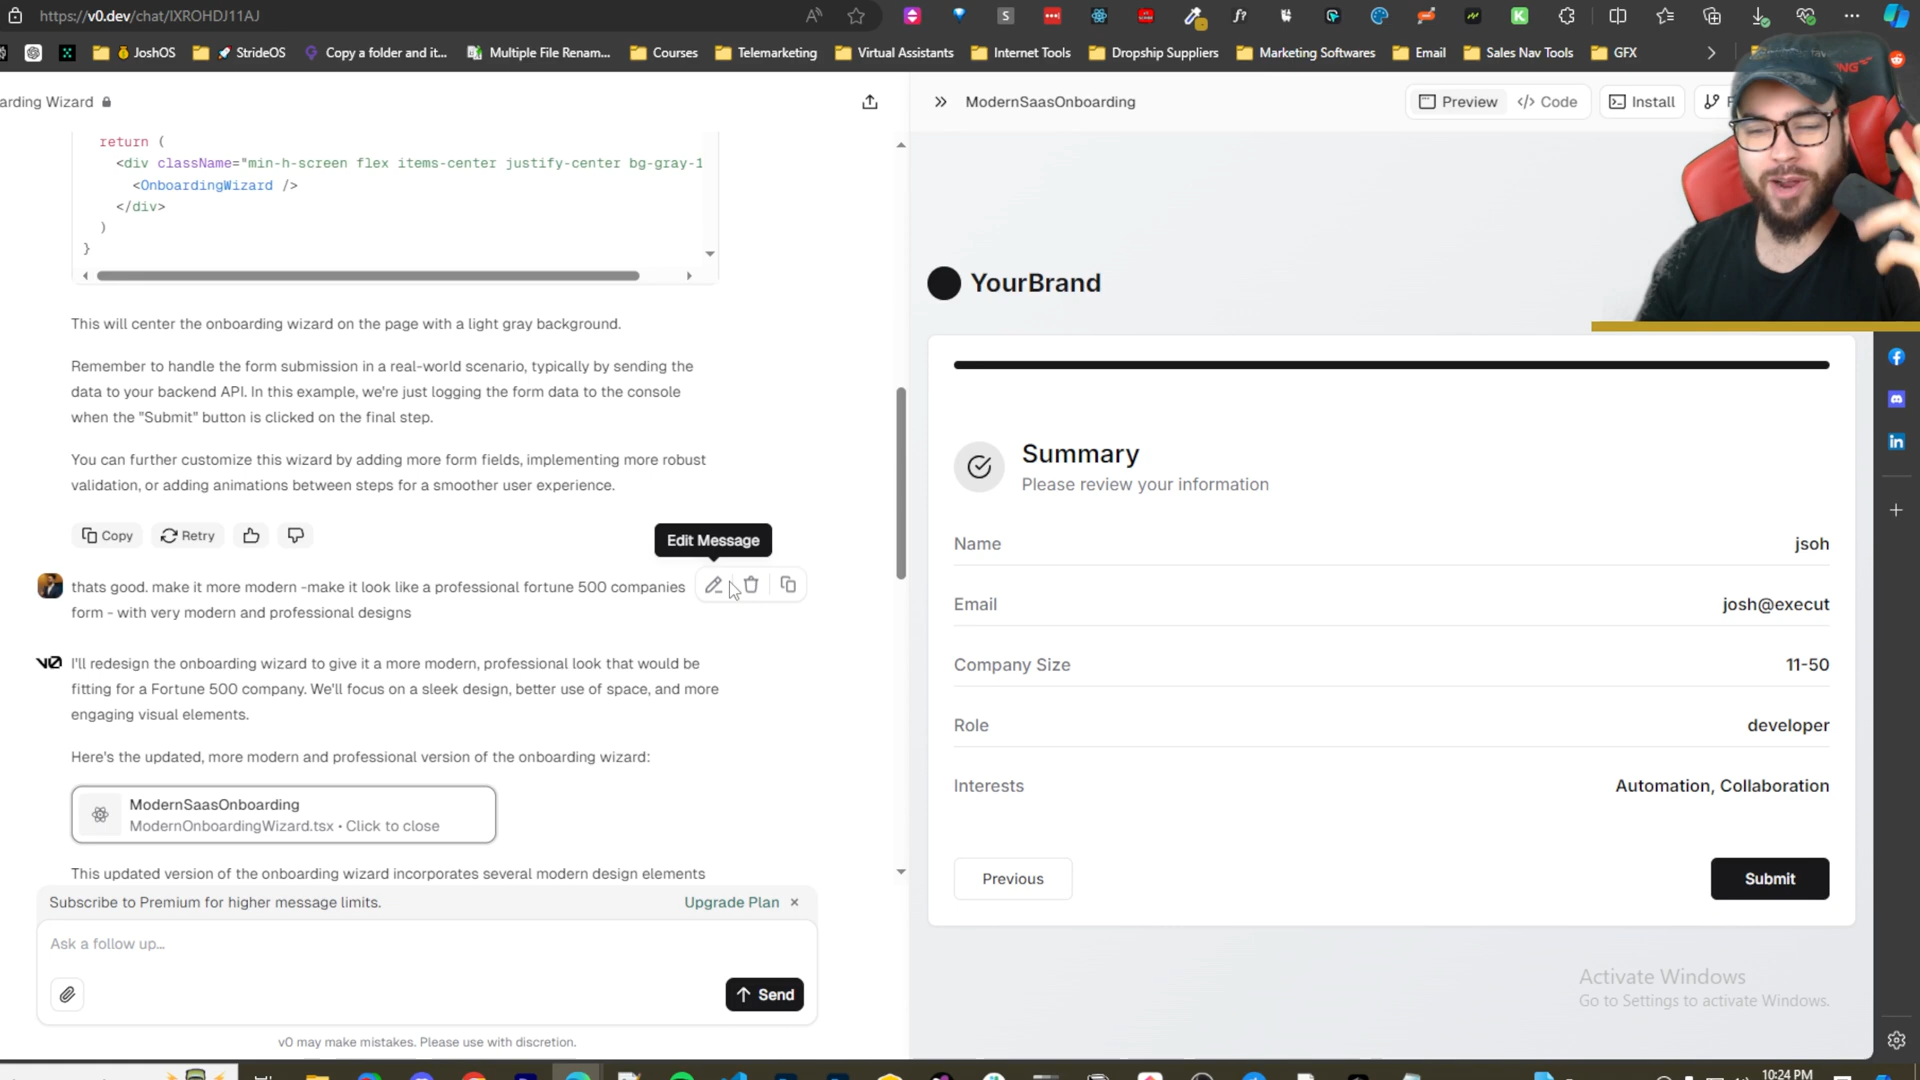 https://v0.dev/chat/IXROHDJ11AJ
JoshOS
StrideOS
Copy a folder and it...
Multiple File Renam...
Courses
Telemarketing
Virtual Assistants
Internet Tools
Dropship Suppliers
Marketing Softwares
Email
Sales Nav Tools
GFX
arding Wizard
return (
<div className="min-h-screen flex items-center justify-center bg-gray-1
<OnboardingWizard />
</div>
)
}
This will center the onboarding wizard on the page with a light gray background.
Remember to handle the form submission in a real-world scenario, typically by sending the
data to your backend API. In this example, we're just logging the form data to the console
when the "Submit" button is clicked on the final step.
You can further customize this wizard by adding more form fields, implementing more robust
validation, or adding animations between steps for a smoother user experience.
Copy
Retry
Edit Message
thats good. make it more modern -make it look like a professional fortune 500 companies
form - with very modern and professional designs
v0
I'll redesign the onboarding wizard to give it a more modern, professional look that would be
fitting for a Fortune 500 company. We'll focus on a sleek design, better use of space, and more
engaging visual elements.
Here's the updated, more modern and professional version of the onboarding wizard:
ModernSaasOnboarding
ModernOnboardingWizard.tsx • Click to close
This updated version of the onboarding wizard incorporates several modern design elements
Subscribe to Premium for higher message limits.
Upgrade Plan
Ask a follow up...
Send
v0 may make mistakes. Please use with discretion.
ModernSaasOnboarding
Preview
</> Code
Install
YourBrand
Summary
Please review your information
Name
jsoh
Email
josh@execut
Company Size
11-50
Role
developer
Interests
Automation, Collaboration
Previous
Submit
Activate Windows
Go to Settings to activate Windows.
10:24 PM